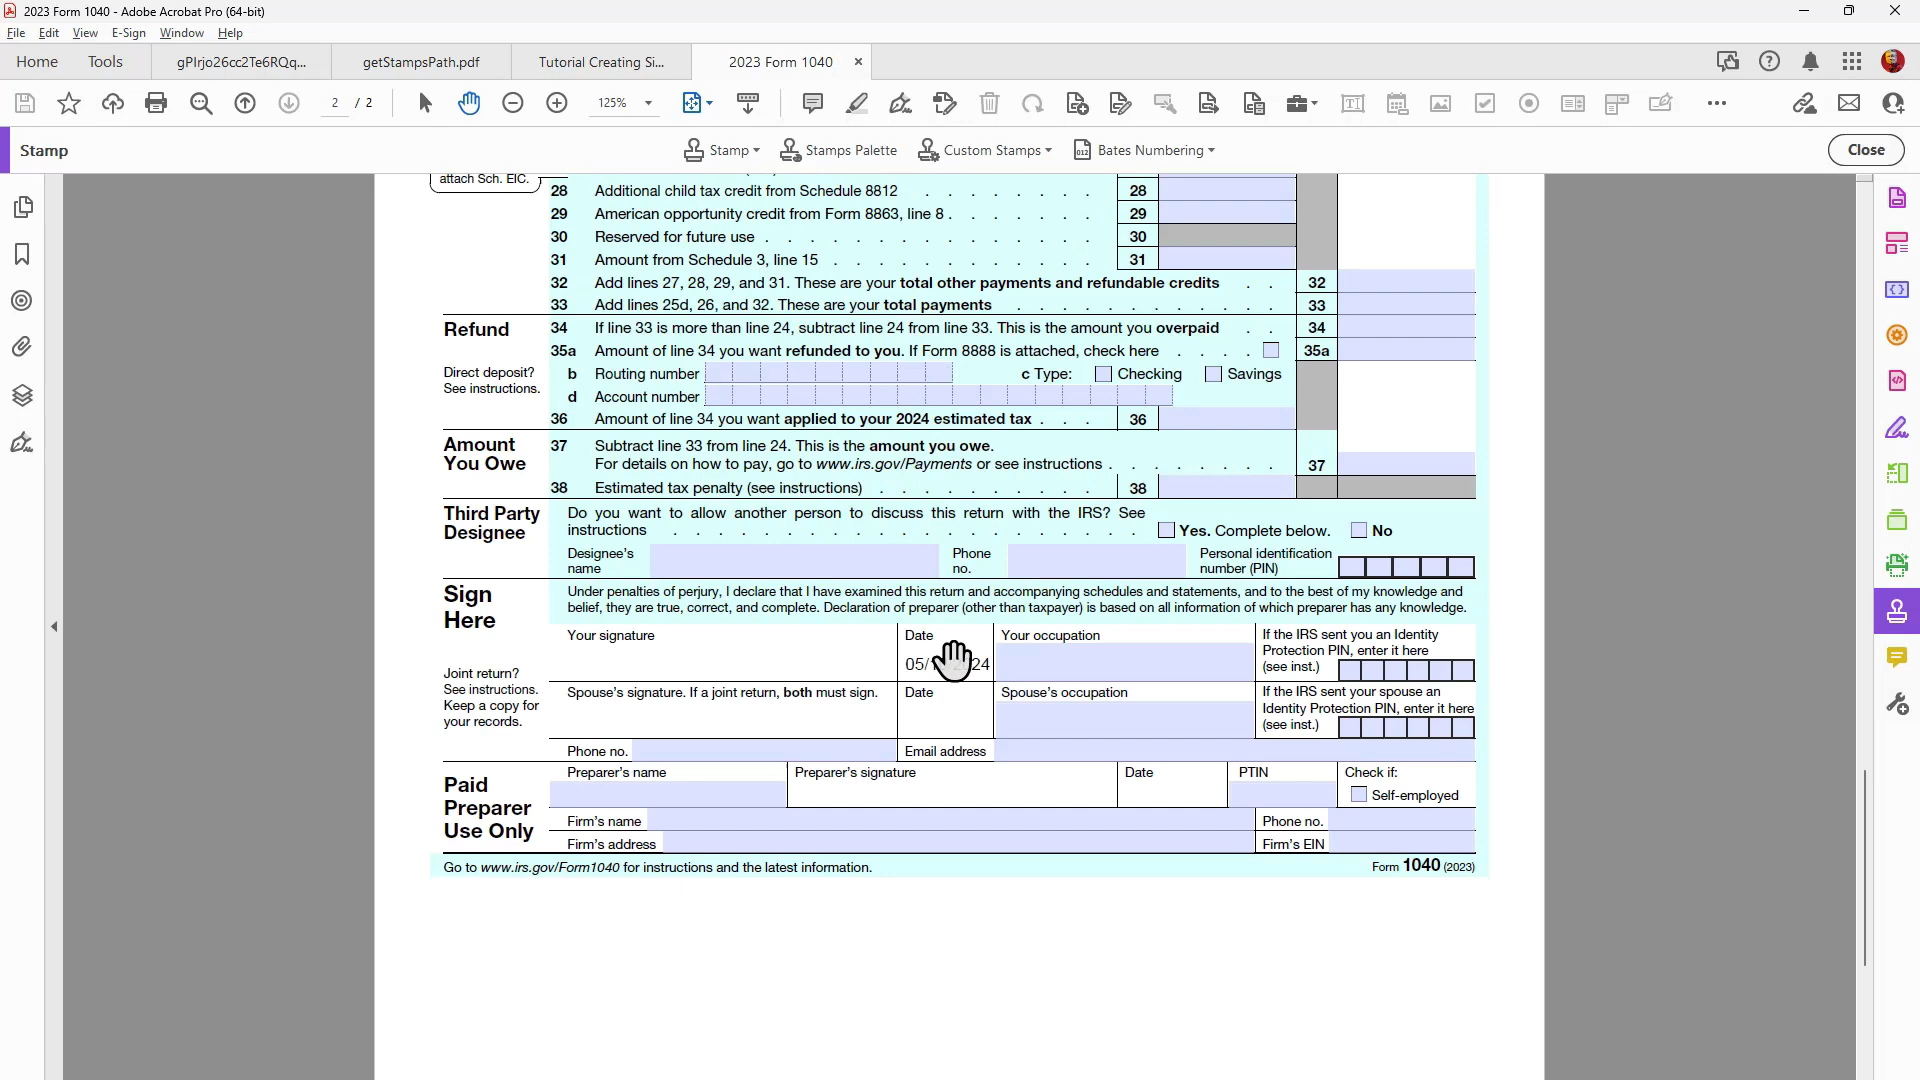 2023 Form 1040 - Adobe Acrobat Pro (64-bit)
File Edit View E-Sign Window Help
Home Tools gPIrjo26cc2Te6RQq... getStampsPath.pdf Tutorial Creating Si... 2023 Form 1040
2 / 2 125%
Stamp Stamp Stamps Palette Custom Stamps Bates Numbering Close
attach Sch. EIC.
28 Additional child tax credit from Schedule 8812 . . . . . . . 28
29 American opportunity credit from Form 8863, line 8 . . . . . . . 29
30 Reserved for future use . . . . . . . . . . . . . . . 30
31 Amount from Schedule 3, line 15 . . . . . . . . . . . . 31
32 Add lines 27, 28, 29, and 31. These are your total other payments and refundable credits . . 32
33 Add lines 25d, 26, and 32. These are your total payments . . . . . . . . . . . . 33
Refund 34 If line 33 is more than line 24, subtract line 24 from line 33. This is the amount you overpaid . . 34
35a Amount of line 34 you want refunded to you. If Form 8888 is attached, check here . . . . 35a
Direct deposit?
See instructions.
b Routing number c Type: Checking Savings
d Account number
36 Amount of line 34 you want applied to your 2024 estimated tax . . . 36
Amount
You Owe
37 Subtract line 33 from line 24. This is the amount you owe.
For details on how to pay, go to www.irs.gov/Payments or see instructions . . . . . . . . 37
38 Estimated tax penalty (see instructions) . . . . . . . . . . 38
Third Party
Designee
Do you want to allow another person to discuss this return with the IRS? See
instructions . . . . . . . . . . . . . . . . . . . . . Yes. Complete below. No
Designee's
name
Phone
no.
Personal identification
number (PIN)
Sign
Here
Under penalties of perjury, I declare that I have examined this return and accompanying schedules and statements, and to the best of my knowledge and
belief, they are true, correct, and complete. Declaration of preparer (other than taxpayer) is based on all information of which preparer has any knowledge.
Your signature Date Your occupation
If the IRS sent you an Identity
Protection PIN, enter it here
(see inst.)
Joint return?
See instructions.
Keep a copy for
your records.
Spouse's signature. If a joint return, both must sign. Date Spouse's occupation
If the IRS sent your spouse an
Identity Protection PIN, enter it here
(see inst.)
Phone no. Email address
Paid
Preparer
Use Only
Preparer's name Preparer's signature Date PTIN Check if:
Self-employed
Firm's name Phone no.
Firm's address Firm's EIN
Go to www.irs.gov/Form1040 for instructions and the latest information. Form 1040 (2023)